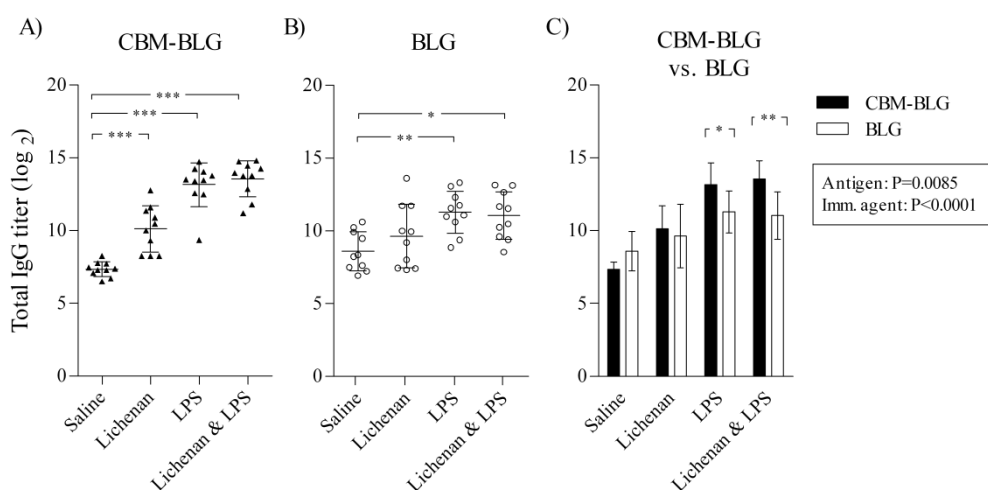 A)
CBM-BLG
Total IgG titer (log 2)
20
15
10
5
0
***
***
***
Saline
Lichenan
LPS
Lichenan & LPS
B)
BLG
20
15
10
5
0
*
**
Saline
Lichenan
LPS
Lichenan & LPS
C)
CBM-BLG
vs. BLG
20
15
10
5
0
*
**
Saline
Lichenan
LPS
Lichenan & LPS
CBM-BLG
BLG
Antigen: P=0.0085
Imm. agent: P<0.0001